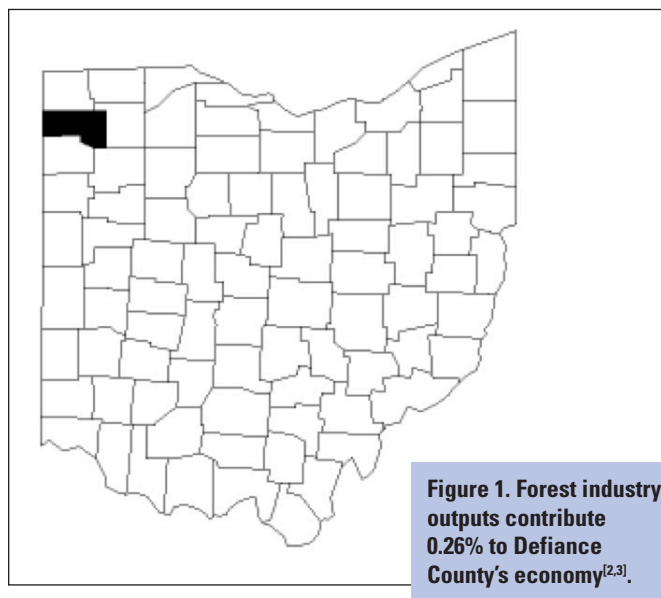 Figure 1. Forest industry
outputs contribute
0.26% to Defiance
County's economy[2,3].